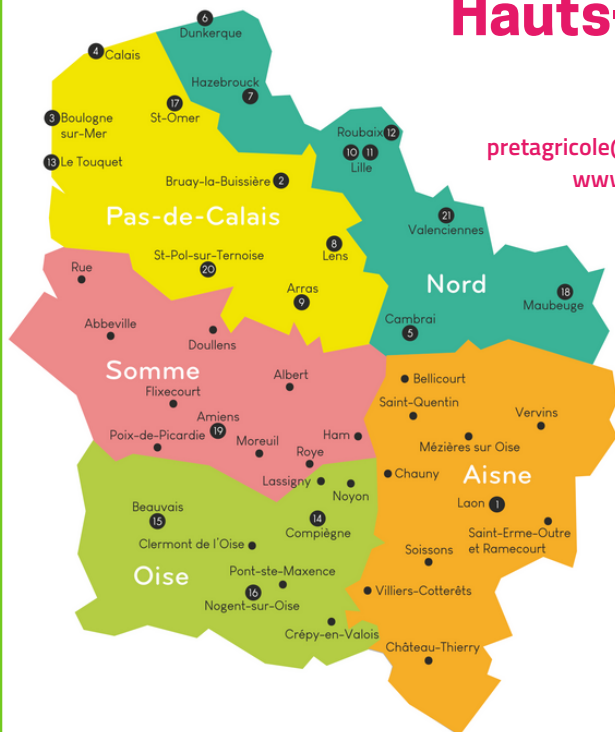 Hauts-
pretagricole@
www
6
Dunkerque
4 Calais
Hazebrouck
7
17
St-Omer
3 Boulogne
sur-Mer
Roubaix 12
10 11
Lille
13 Le Touquet
Bruay-la-Buissière 2
Pas-de-Calais
21
Valenciennes
8
Lens
St-Pol-sur-Ternoise
20
Rue
Nord
Arras
9
18
Maubeuge
Cambrai
5
Abbeville
Doullens
Somme
Albert
Bellicourt
Flixecourt
Saint-Quentin
Vervins
Amiens
19
Poix-de-Picardie
Moreuil
Ham
Roye
Mézières sur Oise
Aisne
Lassigny
Chauny
Noyon
Laon 1
Beauvais
15
14
Compiègne
Saint-Erme-Outre
et Ramecourt
Clermont de l'Oise
Soissons
Oise
Pont-ste-Maxence
16
Nogent-sur-Oise
Villiers-Cotterêts
Crépy-en-Valois
Château-Thierry